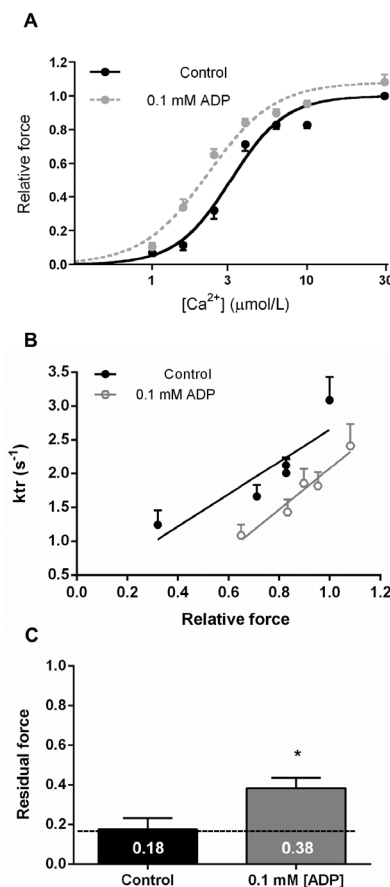 A
Control
0.1 mM ADP
Relative force
1.2
1.0
0.8
0.6
0.4
0.2
0.0
1 3 10 30
[Ca2+] (μmol/L)
B
Control
0.1 mM ADP
ktr (s-1)
3.5
3.0
2.5
2.0
1.5
1.0
0.5
0.0 0.2 0.4 0.6 0.8 1.0 1.2
Relative force
C
Residual force
1.0
0.8
0.6
0.4
0.2
0.0
*
0.18 0.38
Control 0.1 mM [ADP]